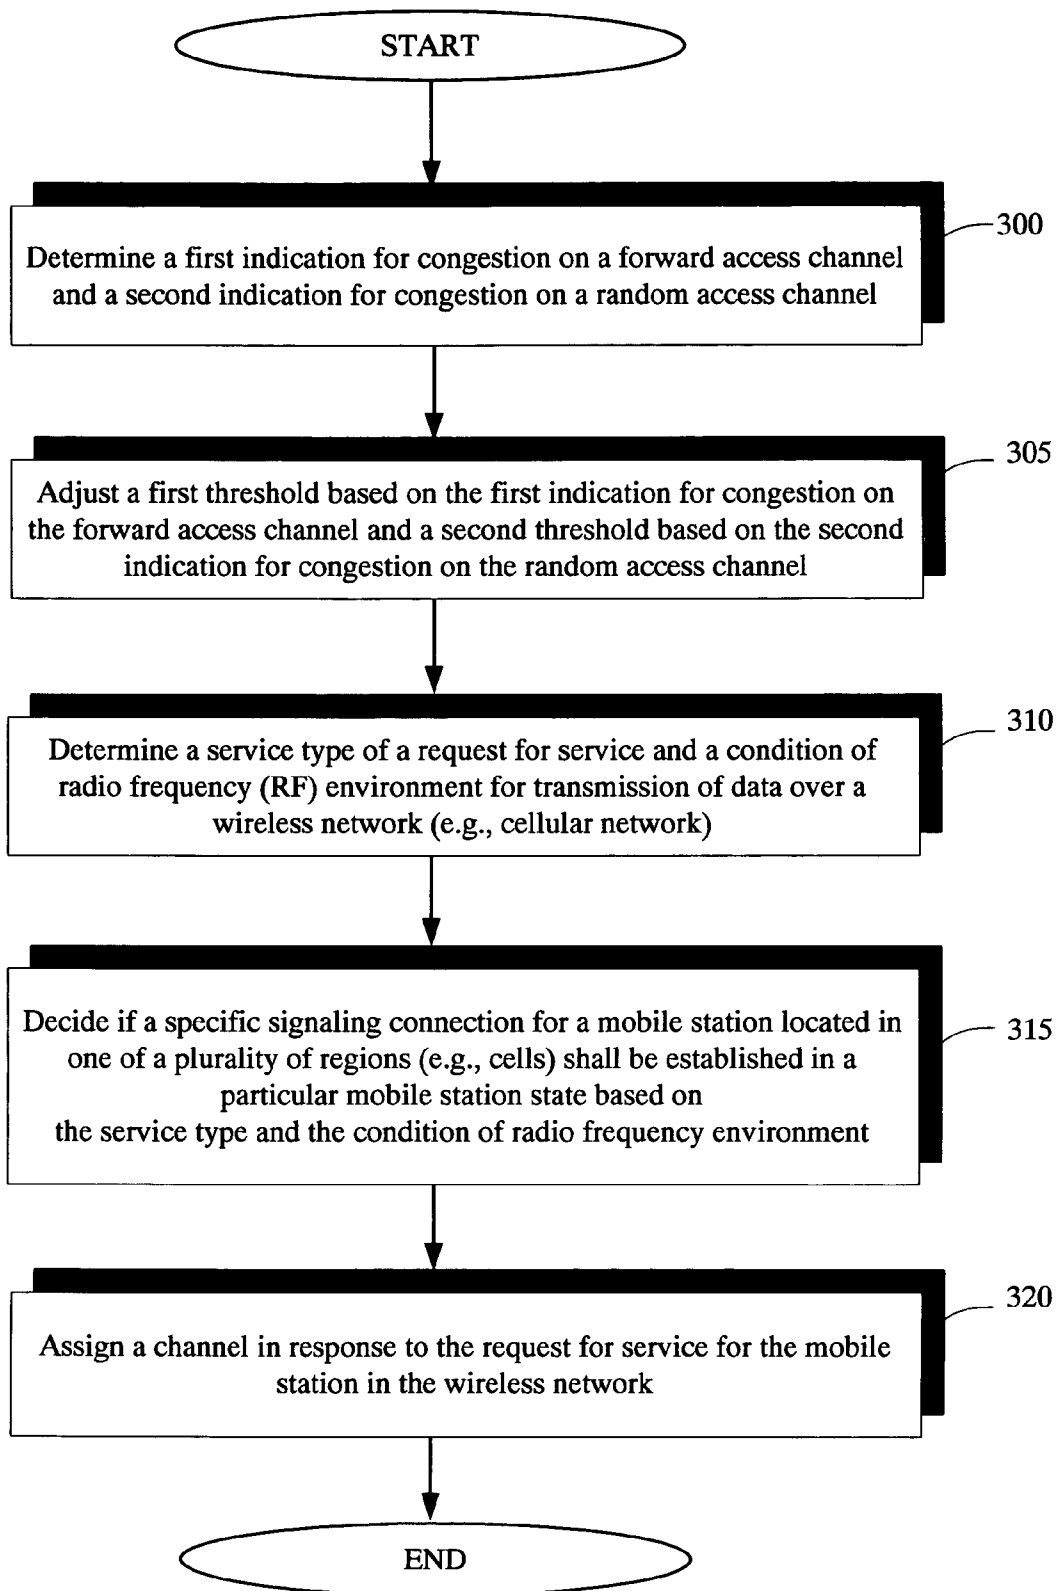 START
300
Determine a first indication for congestion on a forward access channel
and a second indication for congestion on a random access channel
305
Adjust a first threshold based on the first indication for congestion on
the forward access channel and a second threshold based on the second
indication for congestion on the random access channel
310
Determine a service type of a request for service and a condition of
radio frequency (RF) environment for transmission of data over a
wireless network (e.g., cellular network)
315
Decide if a specific signaling connection for a mobile station located in
one of a plurality of regions (e.g., cells) shall be established in a
particular mobile station state based on
the service type and the condition of radio frequency environment
320
Assign a channel in response to the request for service for the mobile
station in the wireless network
END